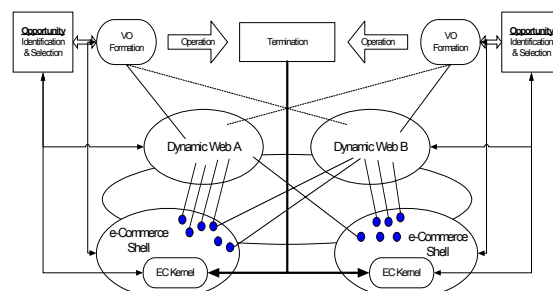 Opportunity
Identification
& Selection
VO
Formation
Operation
Termination
Operation
VO
Formation
Opportunity
Identification
& Selection
Dynamic Web A
Dynamic Web B
e-Commerce
Shell
e-Commerce
Shell
EC Kernel
EC Kernel